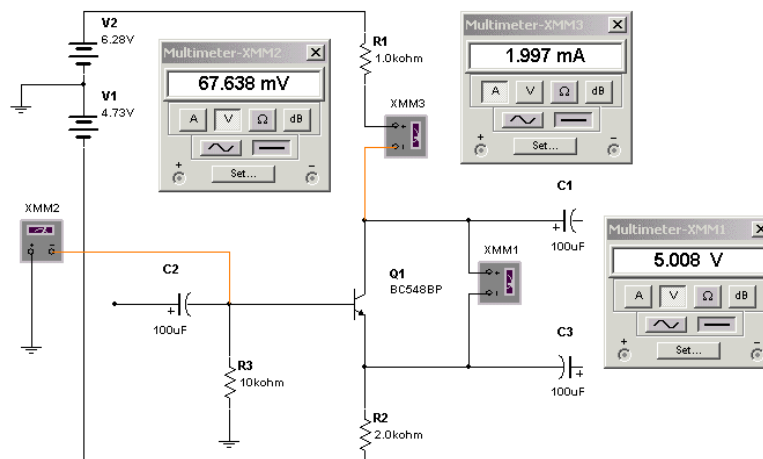 V2
6.28V
V1
4.73V
R1
1.0kohm
Multimeter-XMM2
67.638 mV
A V Ω dB
+ −
Set...
XMM3
+
Multimeter-XMM3
1.997 mA
A V Ω dB
+ −
Set...
XMM2
C2
+
100uF
R3
10kohm
Q1
BC548BP
XMM1
+
C1
+
100uF
Multimeter-XMM1
5.008 V
A V Ω dB
+ −
Set...
C3
+
100uF
R2
2.0kohm